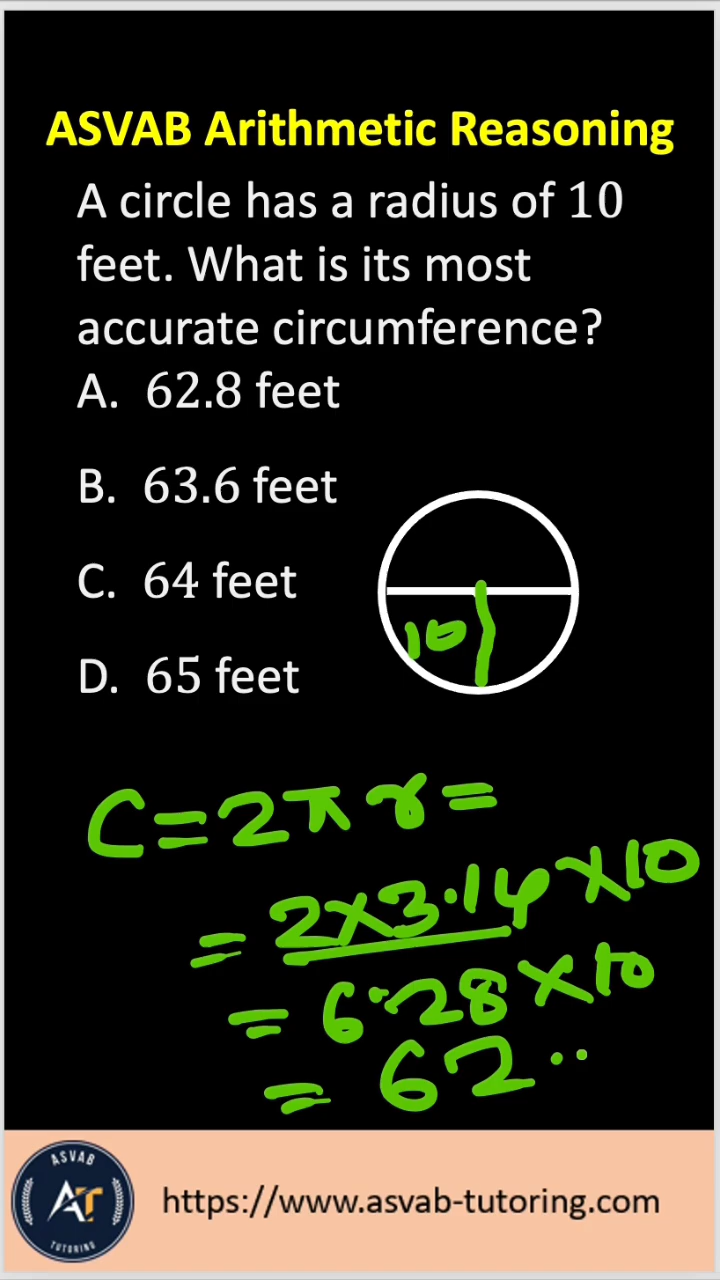 ASVAB Arithmetic Reasoning
A circle has a radius of 10
feet. What is its most
accurate circumference?
A. 62.8 feet
B. 63.6 feet
C. 64 feet
D. 65 feet
10
C=2πr=
= 2×3.14×10
= 6.28×10
= 62..
ASVAB
AT
TUTORING
https://www.asvab-tutoring.com